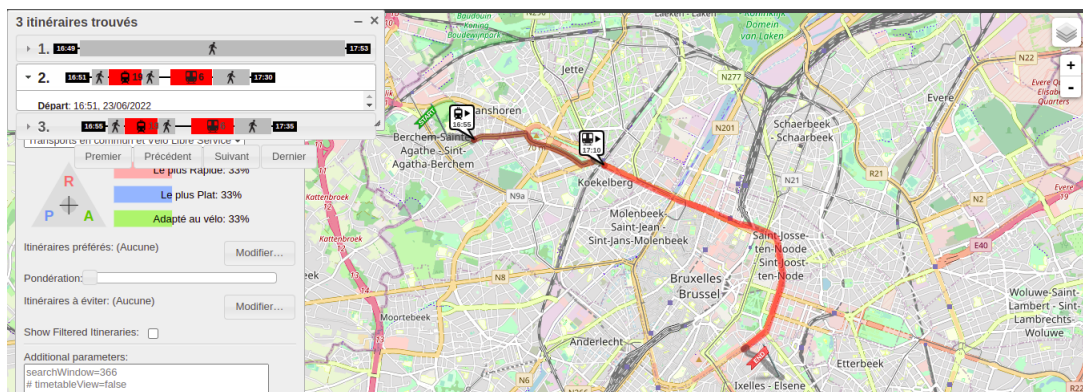 3 itinéraires trouvés
1. 16:49 17:53
2. 16:51 19 6 17:30
Départ: 16:51, 23/06/2022
3. 16:55 17:35
Transports en commun et Vélo Libre Service
Premier Précédent Suivant Dernier
Le plus Rapide: 33%
Le plus Plat: 33%
Adapté au vélo: 33%
R
P A
Itinéraires préférés: (Aucune)
Modifier…
Pondération:
Itinéraires à éviter: (Aucune)
Modifier…
Show Filtered Itineraries:
Additional parameters:
searchWindow=366
# timetableView=false
Jette
N277
Domein
van Laken
N22
Evere
START
16:55
17:10
N201
Schaerbeek
- Schaarbeek
Berchem-Sainte-
Agathe - Sint-
Agatha-Berchem
Koekelberg
N21
R21
N9a
N2
Kattenbroek
Molenbeek-
Saint-Jean -
Sint-Jans-Molenbeek
Saint-Josse-
ten-Noode
- Sint-Joost-
ten-Node
E40
N8
Bruxelles
- Brussel
Moortebeek
Woluwe-Saint-
Lambert - Sint-
Lambrechts-
Woluwe
Anderlecht
END
Etterbeek
N6
Ixelles - Elsene
R22
+
-